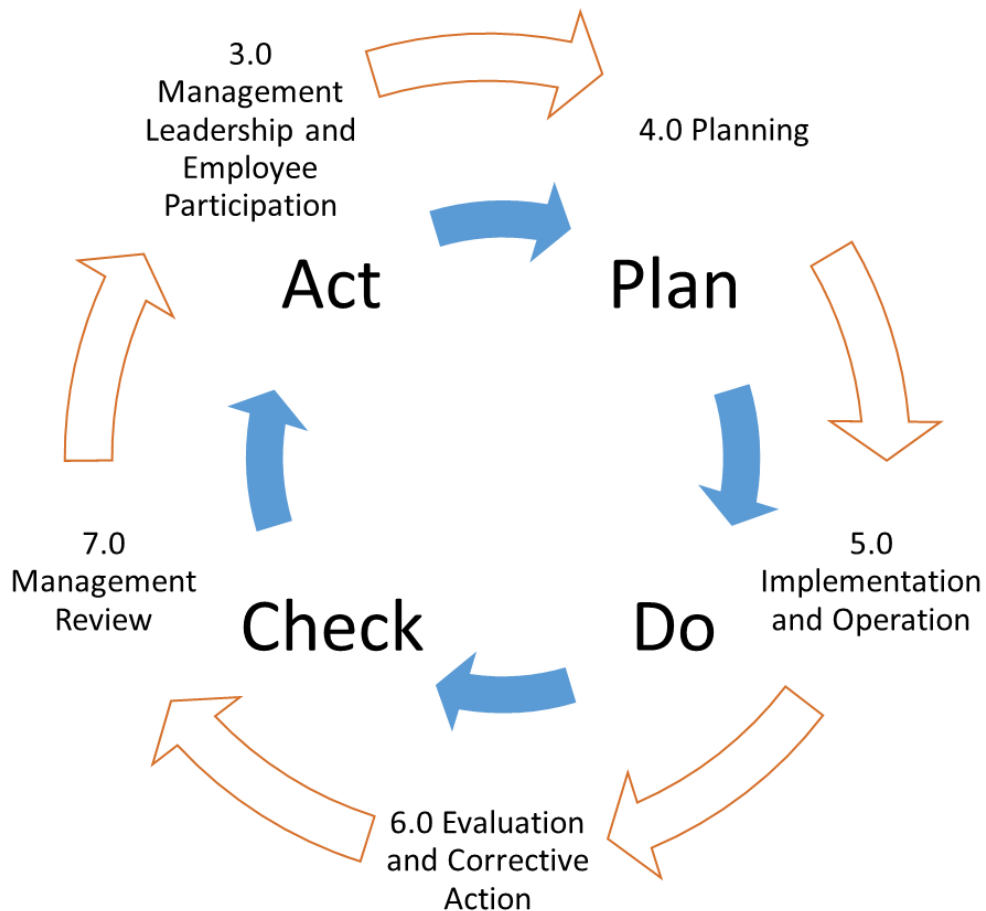 3.0
Management
Leadership and
Employee
Participation
4.0 Planning
Act
Plan
7.0
Management
Review
5.0
Implementation
and Operation
Check
Do
6.0 Evaluation
and Corrective
Action